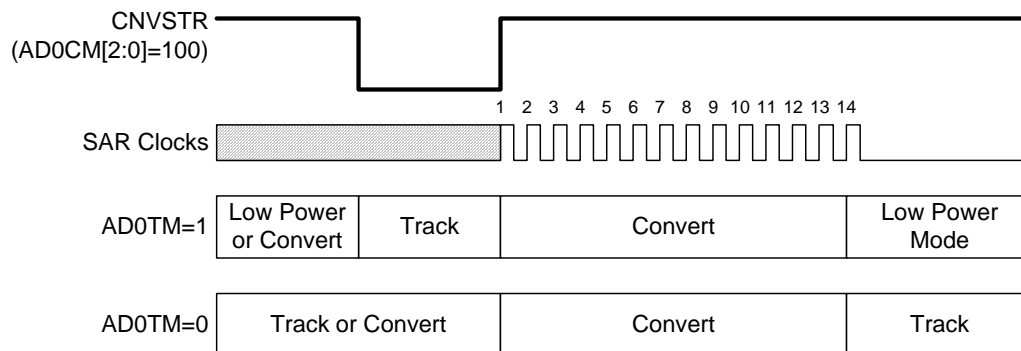 CNVSTR
(AD0CM[2:0]=100)
1 2 3 4 5 6 7 8 9 10 11 12 13 14
SAR Clocks
AD0TM=1
Low Power
or Convert
Track
Convert
Low Power
Mode
AD0TM=0
Track or Convert
Convert
Track